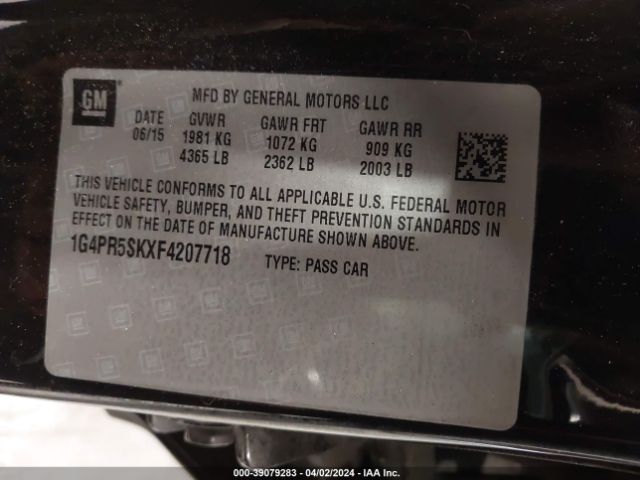 GM
MFD BY GENERAL MOTORS LLC
DATE GVWR GAWR FRT GAWR RR
06/15 1981 KG 1072 KG 909 KG
4365 LB 2362 LB 2003 LB
THIS VEHICLE CONFORMS TO ALL APPLICABLE U.S. FEDERAL MOTOR
VEHICLE SAFETY, BUMPER, AND THEFT PREVENTION STANDARDS IN
EFFECT ON THE DATE OF MANUFACTURE SHOWN ABOVE.
1G4PR5SKXF4207718 TYPE: PASS CAR
000-39079283 - 04/02/2024 - IAA Inc.